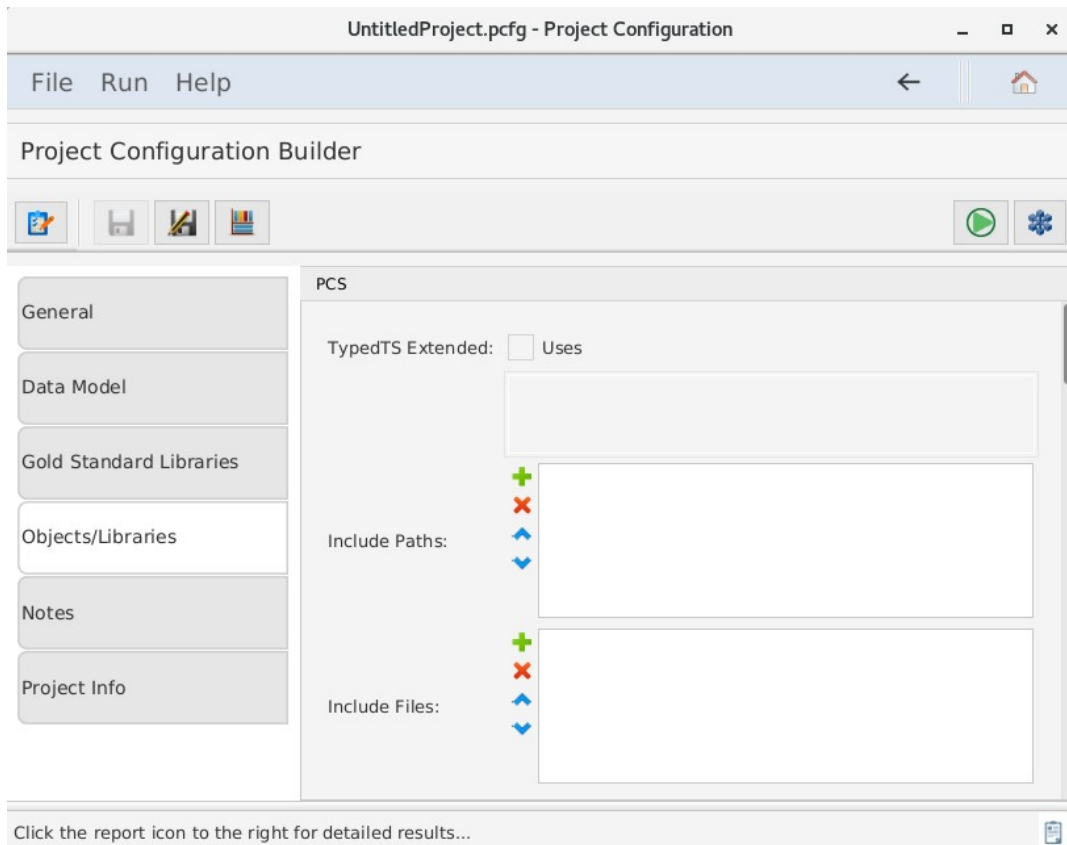 UntitledProject.pcfg - Project Configuration
File Run Help
Project Configuration Builder
General
Data Model
Gold Standard Libraries
Objects/Libraries
Notes
Project Info
PCS
TypedTS Extended: Uses
Include Paths:
Include Files:
Click the report icon to the right for detailed results...